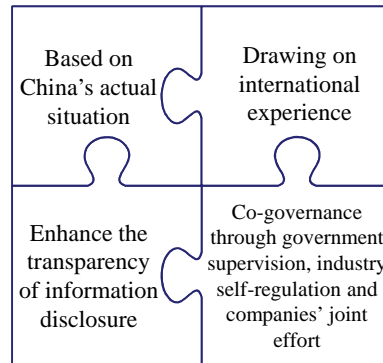 Based on
China's actual
situation
Drawing on
international
experience
Enhance the
transparency
of information
disclosure
Co-governance
through government
supervision, industry
self-regulation and
companies' joint
effort